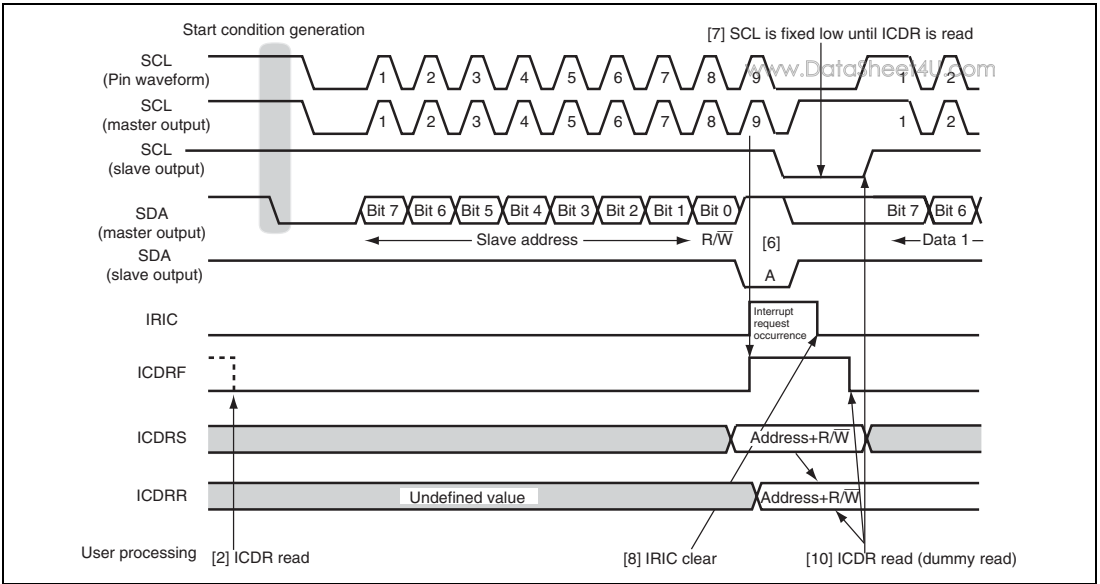 Start condition generation
[7] SCL is fixed low until ICDR is read
www.DataSheet4U.com
SCL
(Pin waveform)
1 2 3 4 5 6 7 8 9 1 2
SCL
(master output)
1 2 3 4 5 6 7 8 9 1 2
SCL
(slave output)
SDA
(master output)
Bit 7 Bit 6 Bit 5 Bit 4 Bit 3 Bit 2 Bit 1 Bit 0 Bit 7 Bit 6
Slave address R/W̅ [6] Data 1
SDA
(slave output)
A
IRIC
Interrupt
request
occurrence
ICDRF
ICDRS
Address+R/W̅
ICDRR
Undefined value Address+R/W̅
User processing [2] ICDR read [8] IRIC clear [10] ICDR read (dummy read)